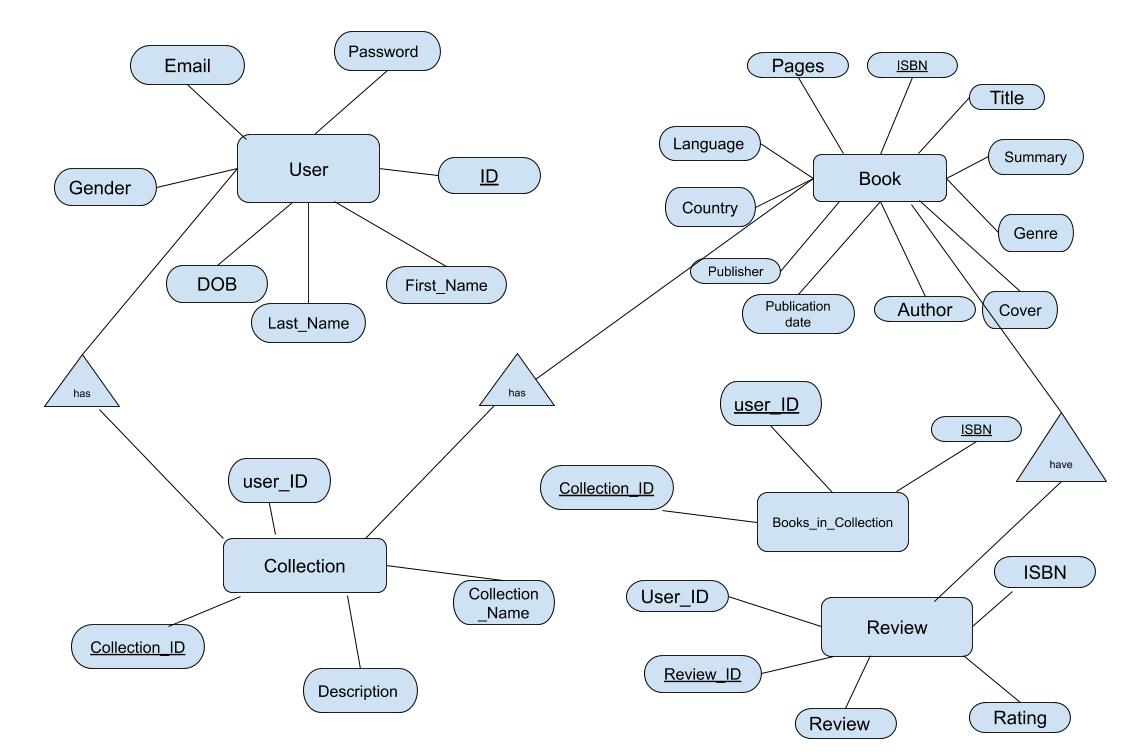 Password
Email
Pages
ISBN
Title
Language
Summary
User
Book
ID
Gender
Country
Genre
Publisher
DOB
First_Name
Publication
date
Author
Cover
Last_Name
has
has
user_ID
ISBN
have
user_ID
Collection_ID
Books_in_Collection
Collection
ISBN
Collection
_Name
User_ID
Review
Collection_ID
Review_ID
Description
Review
Rating